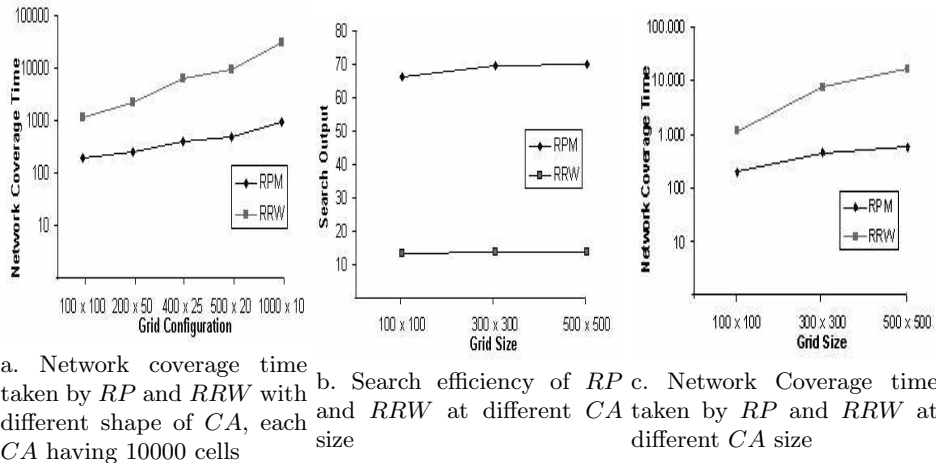 100000
10000
1000
100
10
Network Coverage Time
RPM
RRW
100 x 100
200 x 50
400 x 25
500 x 20
1000 x 10
Grid Configuration
a. Network coverage time
taken by RP and RRW with
different shape of CA, each
CA having 10000 cells
80
70
60
50
40
30
20
10
Search Output
RPM
RRW
100 x 100
300 x 300
500 x 500
Grid Size
b. Search efficiency of RP
and RRW at different CA
size
100.000
10.000
1.000
100
10
Network Coverage Time
RPM
RRW
100 x 100
300 x 300
500 x 500
Grid Size
c. Network Coverage time
taken by RP and RRW at
different CA size